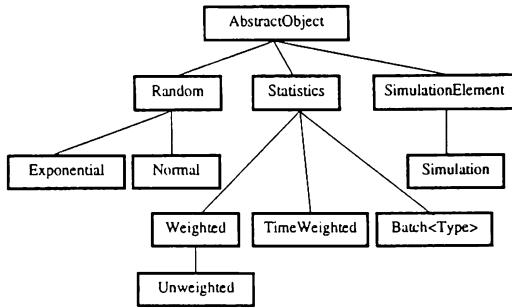 AbstractObject
Random
Statistics
SimulationElement
Exponential
Normal
Simulation
Weighted
TimeWeighted
Batch<Type>
Unweighted